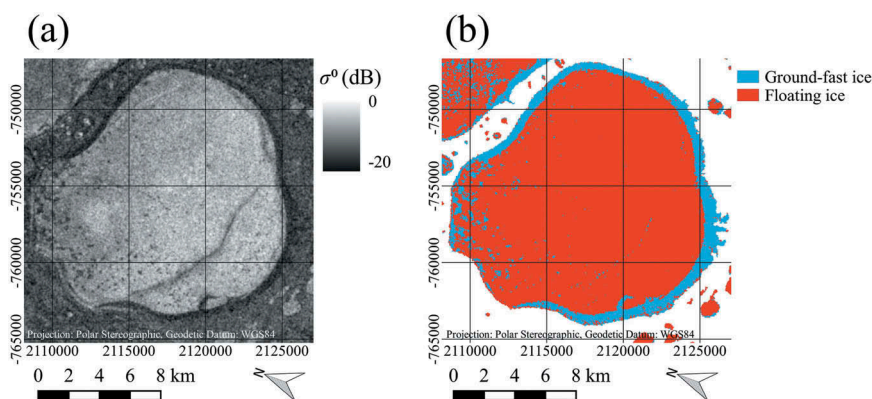 (a)
(b)
σ⁰ (dB)
0
-20
Ground-fast ice
Floating ice
-750000
-755000
-760000
-765000
Projection: Polar Stereographic, Geodetic Datum: WGS84
2110000 2115000 2120000 2125000
0 2 4 6 8 km
N
-750000
-755000
-760000
-765000
Projection: Polar Stereographic, Geodetic Datum: WGS84
2110000 2115000 2120000 2125000
0 2 4 6 8 km
N